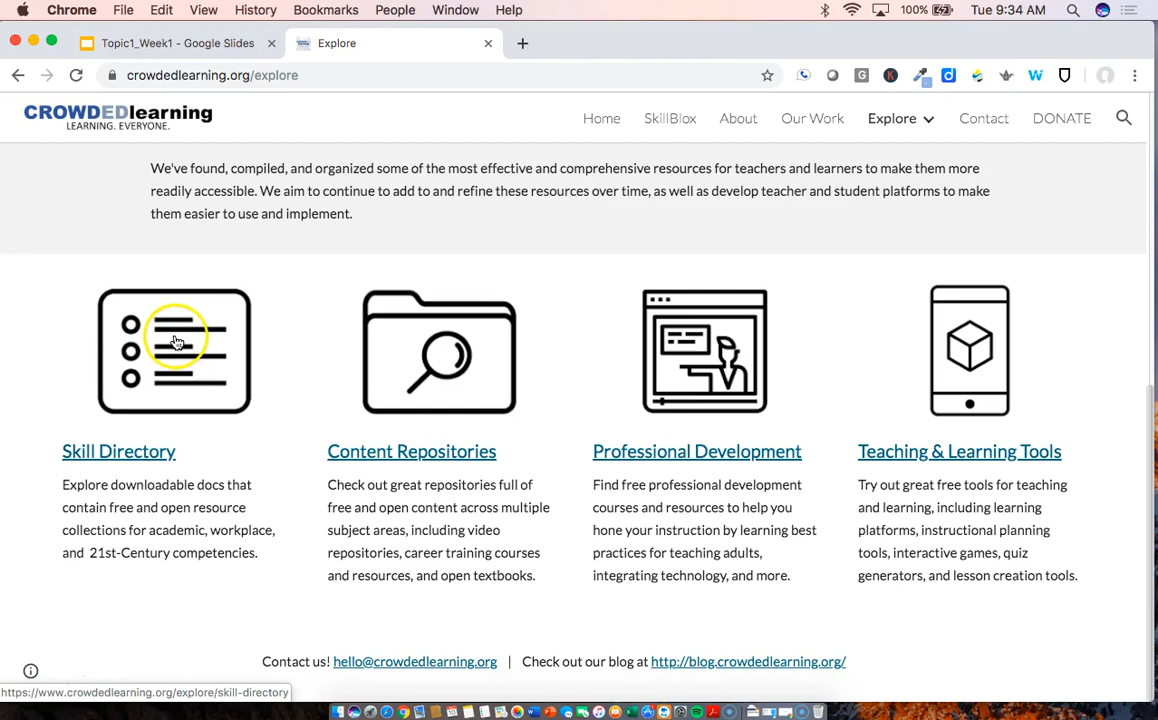 Chrome File Edit View History Bookmarks People Window Help 100% Tue 9:34 AM
Topic1_Week1 - Google Slides Explore
crowdedlearning.org/explore
CROWDEDlearning
LEARNING. EVERYONE.
Home SkillBlox About Our Work Explore Contact DONATE
We've found, compiled, and organized some of the most effective and comprehensive resources for teachers and learners to make them more
readily accessible. We aim to continue to add to and refine these resources over time, as well as develop teacher and student platforms to make
them easier to use and implement.
Skill Directory
Explore downloadable docs that
contain free and open resource
collections for academic, workplace,
and 21st-Century competencies.
Content Repositories
Check out great repositories full of
free and open content across multiple
subject areas, including video
repositories, career training courses
and resources, and open textbooks.
Professional Development
Find free professional development
courses and resources to help you
hone your instruction by learning best
practices for teaching adults,
integrating technology, and more.
Teaching & Learning Tools
Try out great free tools for teaching
and learning, including learning
platforms, instructional planning
tools, interactive games, quiz
generators, and lesson creation tools.
Contact us! hello@crowdedlearning.org | Check out our blog at http://blog.crowdedlearning.org/
https://www.crowdedlearning.org/explore/skill-directory